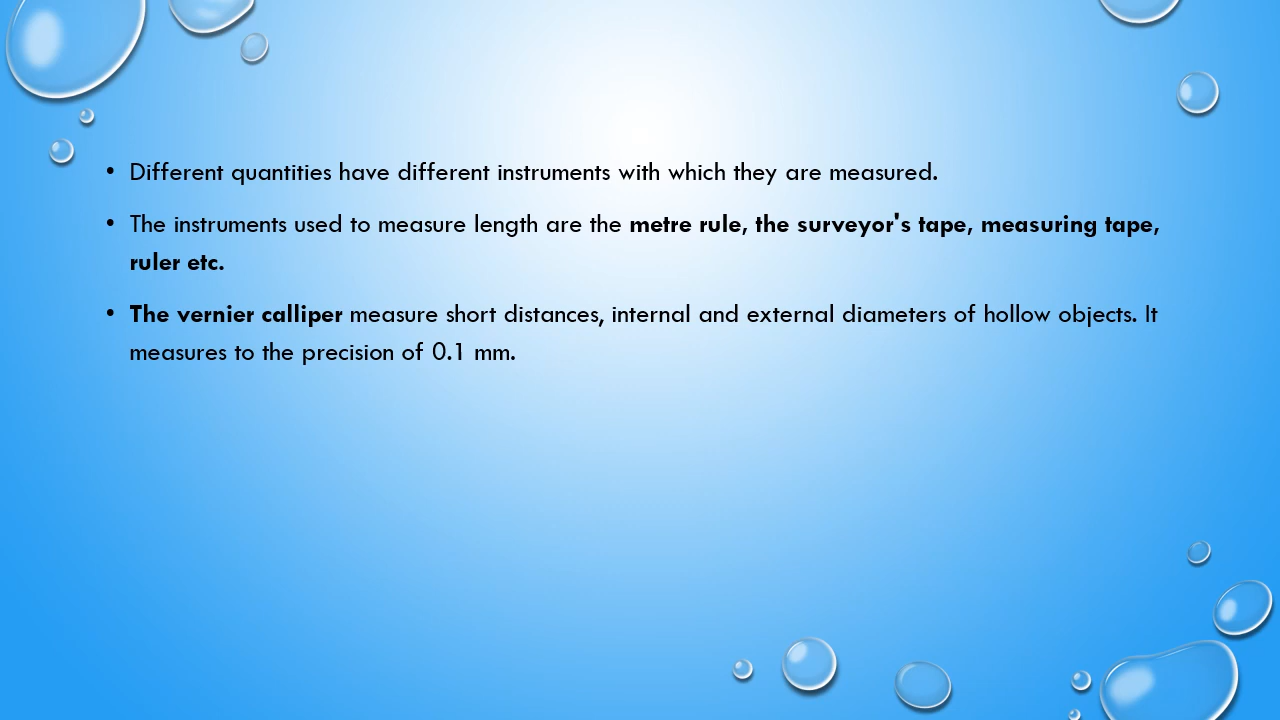 • Different quantities have different instruments with which they are measured.
• The instruments used to measure length are the metre rule, the surveyor's tape, measuring tape,
ruler etc.
• The vernier calliper measure short distances, internal and external diameters of hollow objects. It
measures to the precision of 0.1 mm.